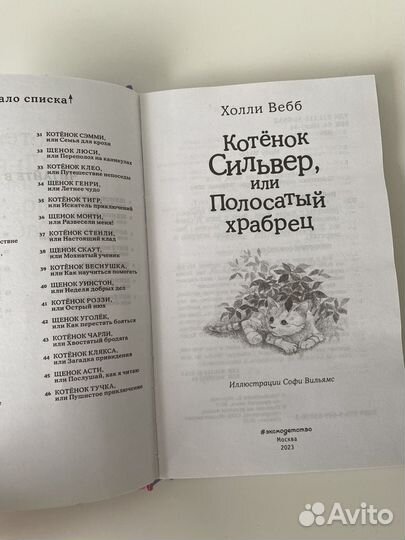 ало списка↑
31 КОТЁНОК СЭММИ,
или Семья для крохи
32 ЩЕНОК ЛЮСИ,
или Переполох на каникулах
33 КОТЁНОК КЛЕО,
или Путешествие непоседы
34 ЩЕНОК ГЕНРИ,
или Летнее чудо
35 КОТЁНОК ТИГР,
или Искатель приключений
36 ЩЕНОК МОНТИ,
или Развесели меня!
37 КОТЁНОК СТЕНЛИ,
или Настоящий клад
38 ЩЕНОК СКАУТ,
или Мохнатый ученик
39 КОТЁНОК ВЕСНУШКА,
или Как научиться помогать
40 ЩЕНОК УИНСТОН,
или Неделя добрых дел
41 КОТЁНОК РОЗЗИ,
или Острый нюх
42 ЩЕНОК УГОЛЁК,
или Как перестать бояться
43 КОТЁНОК ЧАРЛИ,
или Хвостатый бродяга
44 КОТЁНОК КЛЯКСА,
или Загадка привидения
45 ЩЕНОК АСТИ,
или Послушай, как я читаю
46 КОТЁНОК ТУЧКА,
или Пушистое приключение
ствие
Холли Вебб
Котёнок
Сильвер,
или
Полосатый
храбрец
Иллюстрации Софи Вильямс
#эксмодетство
Москва
2023
Avito